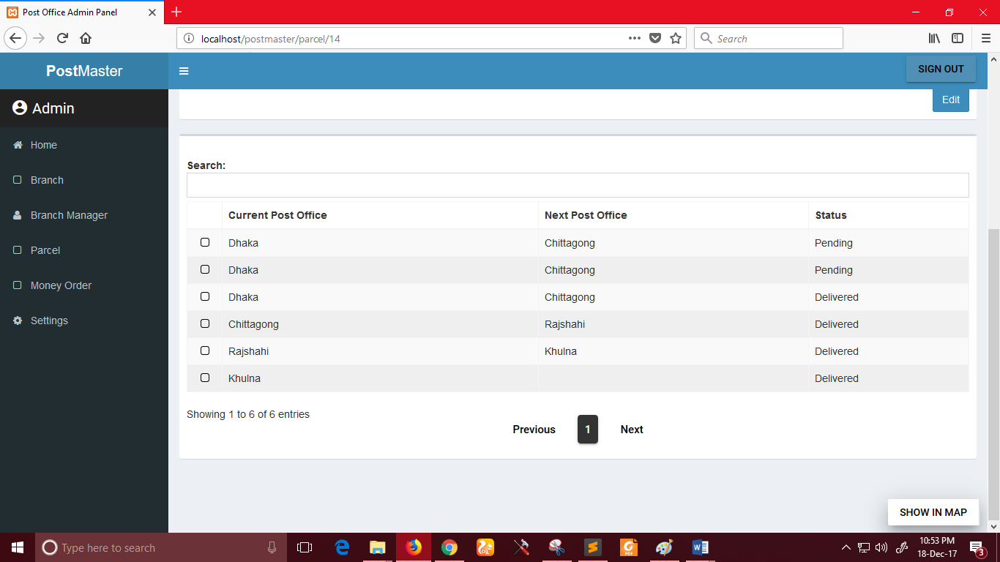 Post Office Admin Panel
localhost/postmaster/parcel/14
Search
PostMaster
SIGN OUT
Admin
Edit
Home
Branch
Branch Manager
Parcel
Money Order
Settings
Search:
Current Post Office Next Post Office Status
Dhaka Chittagong Pending
Dhaka Chittagong Pending
Dhaka Chittagong Delivered
Chittagong Rajshahi Delivered
Rajshahi Khulna Delivered
Khulna Delivered
Showing 1 to 6 of 6 entries
Previous 1 Next
SHOW IN MAP
Type here to search
PDF
10:53 PM
18-Dec-17
3